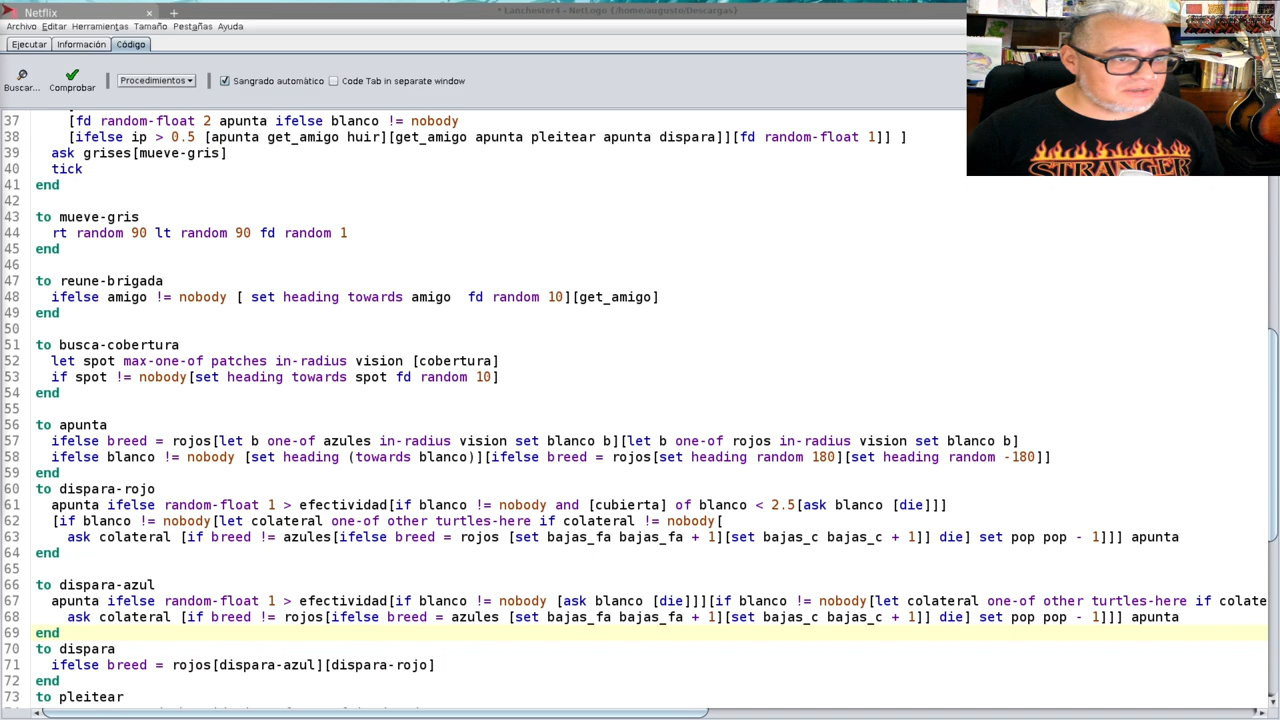 Netflix
* Lanchester4 - NetLogo {/home/augusto/Descargas}
Archivo Editar Herramientas Tamaño Pestañas Ayuda
Ejecutar Información Código
Buscar... Comprobar Procedimientos Sangrado automático Code Tab in separate window
37 [fd random-float 2 apunta ifelse blanco != nobody
38 [ifelse ip > 0.5 [apunta get_amigo huir][get_amigo apunta pleitear apunta dispara]][fd random-float 1]] ]
39 ask grises[mueve-gris]
40 tick
41 end
42
43 to mueve-gris
44 rt random 90 lt random 90 fd random 1
45 end
46
47 to reune-brigada
48 ifelse amigo != nobody [ set heading towards amigo  fd random 10][get_amigo]
49 end
50
51 to busca-cobertura
52 let spot max-one-of patches in-radius vision [cobertura]
53 if spot != nobody[set heading towards spot fd random 10]
54 end
55
56 to apunta
57 ifelse breed = rojos[let b one-of azules in-radius vision set blanco b][let b one-of rojos in-radius vision set blanco b]
58 ifelse blanco != nobody [set heading (towards blanco)][ifelse breed = rojos[set heading random 180][set heading random -180]]
59 end
60 to dispara-rojo
61 apunta ifelse random-float 1 > efectividad[if blanco != nobody and [cubierta] of blanco < 2.5[ask blanco [die]]]
62 [if blanco != nobody[let colateral one-of other turtles-here if colateral != nobody[
63 ask colateral [if breed != azules[ifelse breed = rojos [set bajas_fa bajas_fa + 1][set bajas_c bajas_c + 1]] die] set pop pop - 1]]] apunta
64 end
65
66 to dispara-azul
67 apunta ifelse random-float 1 > efectividad[if blanco != nobody [ask blanco [die]]][if blanco != nobody[let colateral one-of other turtles-here if colate
68 ask colateral [if breed != rojos[ifelse breed = azules [set bajas_fa bajas_fa + 1][set bajas_c bajas_c + 1]] die] set pop pop - 1]]] apunta
69 end
70 to dispara
71 ifelse breed = rojos[dispara-azul][dispara-rojo]
72 end
73 to pleitear
STRANGER